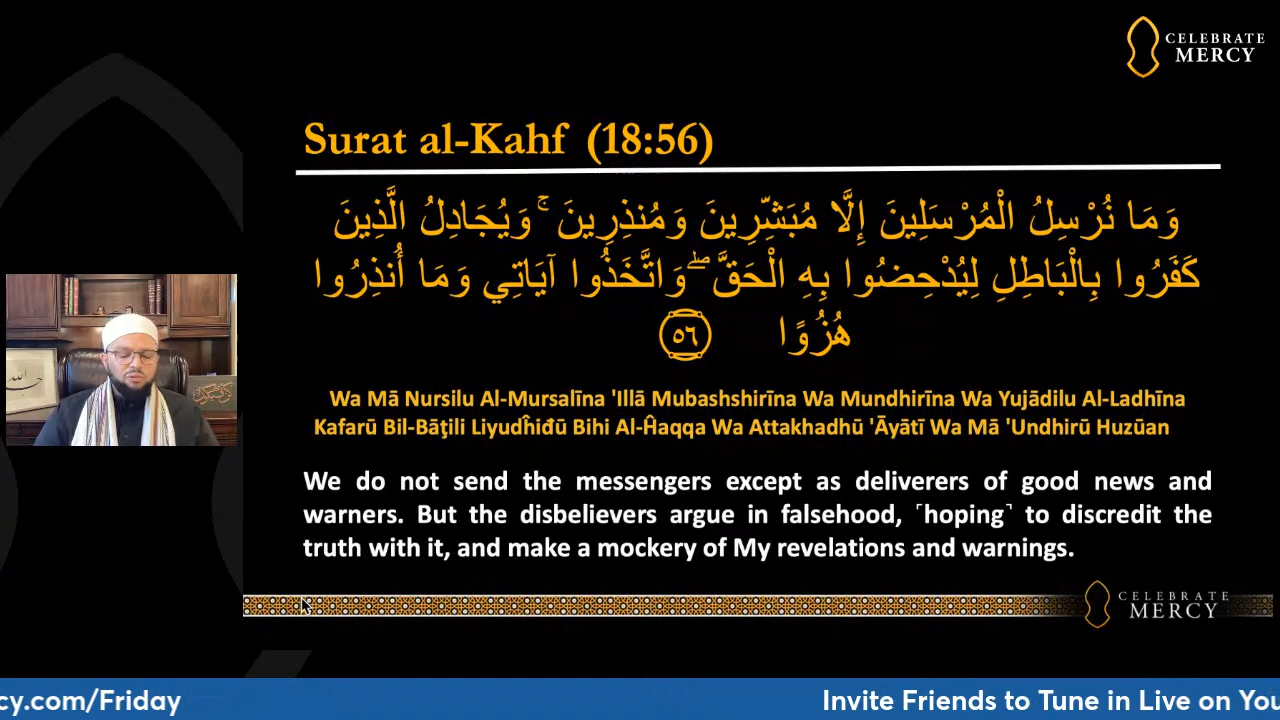 CELEBRATE
MERCY
Surat al-Kahf (18:56)
وَمَا نُرْسِلُ الْمُرْسَلِينَ إِلَّا مُبَشِّرِينَ وَمُنذِرِينَ ۚ وَيُجَادِلُ الَّذِينَ
كَفَرُوا بِالْبَاطِلِ لِيُدْحِضُوا بِهِ الْحَقَّ ۖ وَاتَّخَذُوا آيَاتِي وَمَا أُنذِرُوا
هُزُوًا ٥٦
Wa Mā Nursilu Al-Mursalīna 'Illā Mubashshirīna Wa Mundhirīna Wa Yujādilu Al-Ladhīna
Kafarū Bil-Bāţili Liyudĥiđū Bihi Al-Ĥaqqa Wa Attakhadhū 'Āyātī Wa Mā 'Undhirū Huzūan
We do not send the messengers except as deliverers of good news and
warners. But the disbelievers argue in falsehood, ˹hoping˺ to discredit the
truth with it, and make a mockery of My revelations and warnings.
CELEBRATE
MERCY
cy.com/Friday Invite Friends to Tune in Live on You